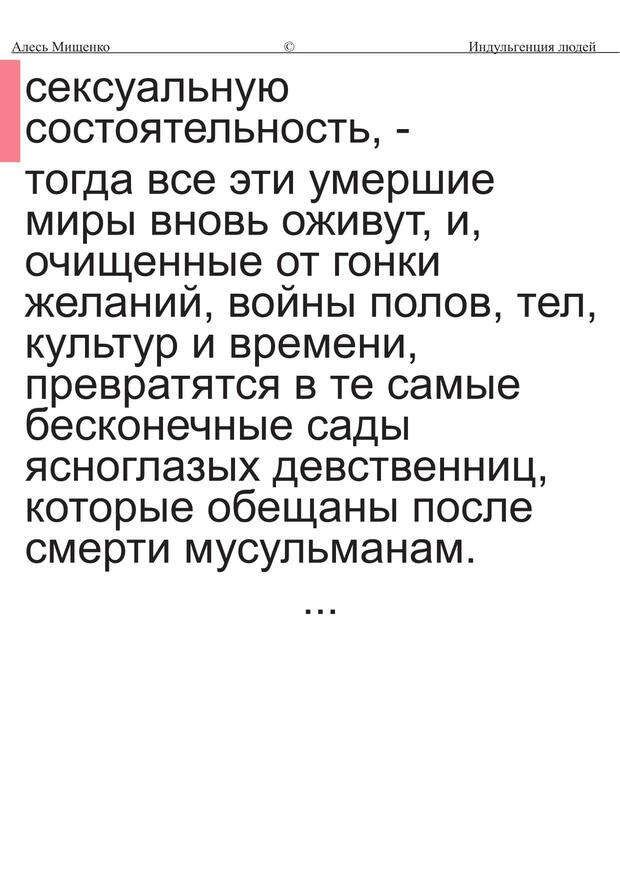 Алесь Мищенко © Индульгенция людей
сексуальную
состоятельность, -
тогда все эти умершие
миры вновь оживут, и,
очищенные от гонки
желаний, войны полов, тел,
культур и времени,
превратятся в те самые
бесконечные сады
ясноглазых девственниц,
которые обещаны после
смерти мусульманам.
...